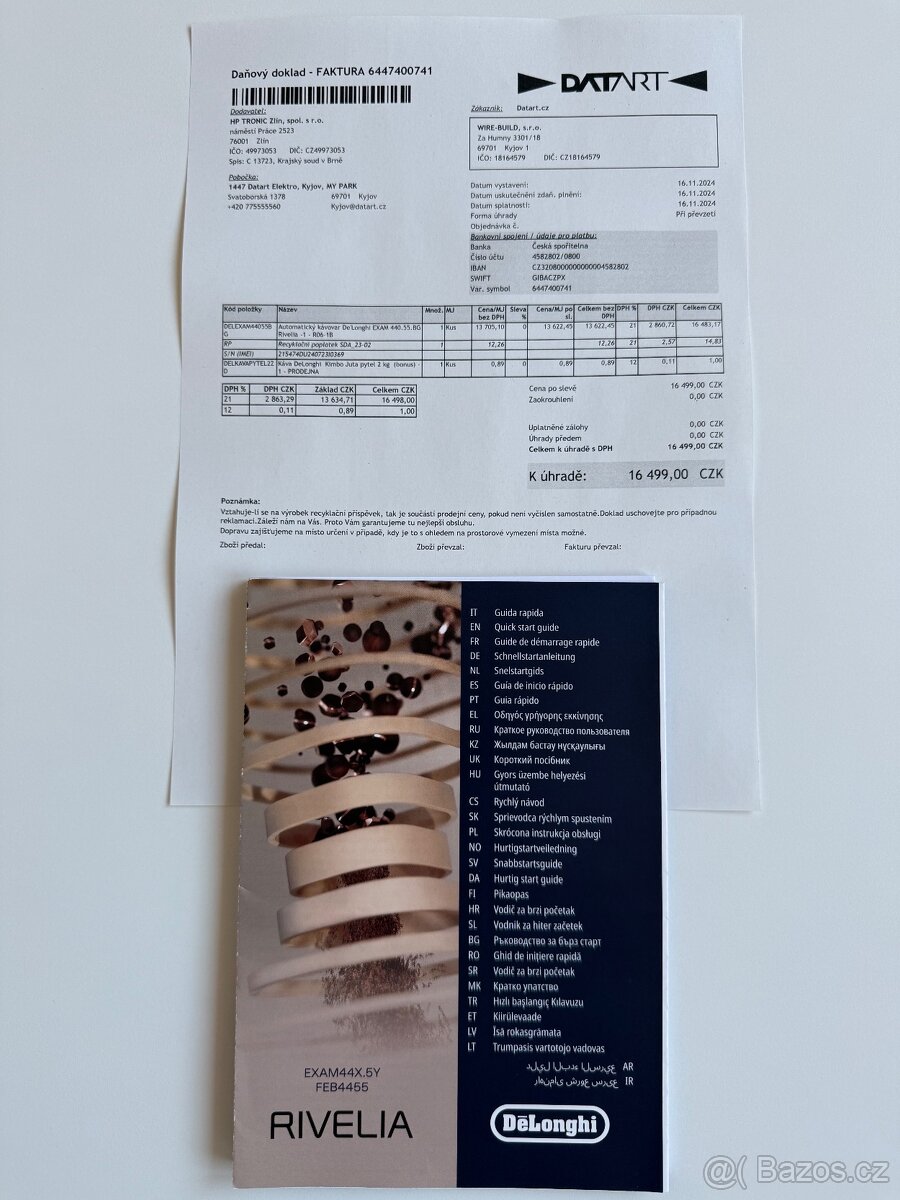 Daňový doklad - FAKTURA 6447400741
DATART
Dodavatel:
HP TRONIC Zlín, spol. s r.o.
náměstí Práce 2523
76001 Zlín
IČO: 49973053 DIČ: CZ49973053
Spis: C 13723, Krajský soud v Brně
Pobočka:
1447 Datart Elektro, Kyjov, MY PARK
Svatoborská 1378 69701 Kyjov
+420 775555560 Kyjov@datart.cz
Zákazník: Datart.cz
WIRE-BUILD, s.r.o.
Za Humny 3301/18
69701 Kyjov 1
IČO: 18164579 DIČ: CZ18164579
Datum vystavení: 16.11.2024
Datum uskutečnění zdaň. plnění: 16.11.2024
Datum splatnosti: 16.11.2024
Forma úhrady Při převzetí
Objednávka č.
Bankovní spojení / údaje pro platbu:
Banka Česká spořitelna
Číslo účtu 4582802/0800
IBAN CZ3208000000000004582802
SWIFT GIBACZPX
Var. symbol 6447400741
Kód položky Název Množ. MJ Cena/MJ bez DPH Sleva % Cena/MJ po sl. Celkem bez DPH DPH % DPH CZK Celkem CZK
DELEXAM44055B G Automatický kávovar De'Longhi EXAM 440.55.BG Rivelia -1 - R06-1B 1 Kus 13 705,10 0 13 622,45 13 622,45 21 2 860,72 16 483,17
RP Recyklační poplatek SDA_23-02 1 12,26 12,26 21 2,57 14,83
S/N (IMEI) 215474DU240723I0369
DELKAVAPYTEL22 D Káva DeLonghi Kimbo Juta pytel 2 kg (bonus) - 1 - PRODEJNA 1 Kus 0,89 0 0,89 0,89 12 0,11 1,00
DPH % DPH CZK Základ CZK Celkem CZK
21 2 863,29 13 634,71 16 498,00
12 0,11 0,89 1,00
Cena po slevě 16 499,00 CZK
Zaokrouhlení 0,00 CZK
Uplatněné zálohy 0,00 CZK
Úhrady předem 0,00 CZK
Celkem k úhradě s DPH 16 499,00 CZK
K úhradě: 16 499,00 CZK
Poznámka:
Vztahuje-li se na výrobek recyklační příspěvek, tak je součástí prodejní ceny, pokud není vyčíslen samostatně.Doklad uschovejte pro případnou
reklamaci.Záleží nám na Vás. Proto Vám garantujeme tu nejlepší obsluhu.
Dopravu zajišťujeme na místo určení v případě, kdy je to s ohledem na prostorové vymezení místa možné.
Zboží předal: Zboží převzal: Fakturu převzal:
IT Guida rapida
EN Quick start guide
FR Guide de démarrage rapide
DE Schnellstartanleitung
NL Snelstartgids
ES Guía de inicio rápido
PT Guia rápido
EL Οδηγός γρήγορης εκκίνησης
RU Краткое руководство пользователя
KZ Жылдам бастау нұсқаулығы
UK Короткий посібник
HU Gyors üzembe helyezési
útmutató
CS Rychlý návod
SK Sprievodca rýchlym spustením
PL Skrócona instrukcja obsługi
NO Hurtigstartveiledning
SV Snabbstartsguide
DA Hurtig start guide
FI Pikaopas
HR Vodič za brzi početak
SL Vodnik za hiter začetek
BG Ръководство за бърз старт
RO Ghid de inițiere rapidă
SR Vodič za brzi početak
MK Кратко упатство
TR Hızlı başlangıç Kılavuzu
ET Kiirülevaade
LV Īsā rokasgrāmata
LT Trumpasis vartotojo vadovas
دليل البدء السريع AR
راهنمای شروع سریع IR
EXAM44X.5Y
FEB4455
RIVELIA
DeLonghi
@( Bazos.cz